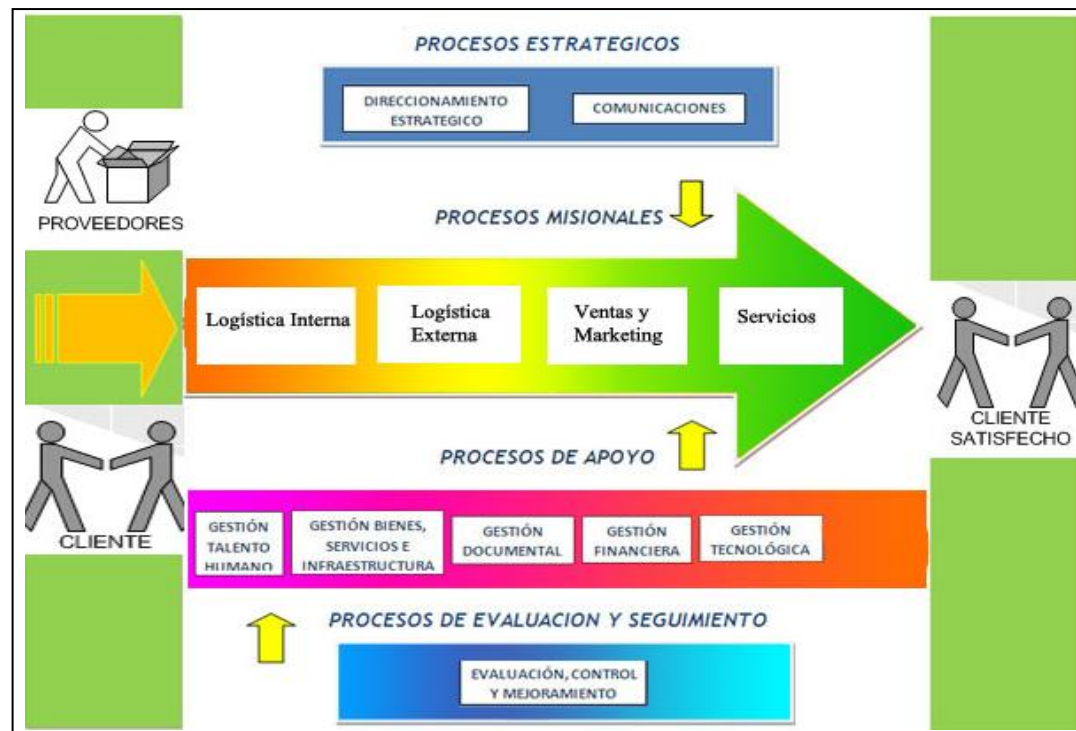 PROCESOS ESTRATEGICOS
DIRECCIONAMIENTO
ESTRATEGICO
COMUNICACIONES
PROVEEDORES
PROCESOS MISIONALES
Logística Interna
Logística
Externa
Ventas y
Marketing
Servicios
CLIENTE
SATISFECHO
PROCESOS DE APOYO
CLIENTE
GESTIÓN
TALENTO
HUMANO
GESTIÓN BIENES,
SERVICIOS E
INFRAESTRUCTURA
GESTIÓN
DOCUMENTAL
GESTIÓN
FINANCIERA
GESTIÓN
TECNOLÓGICA
PROCESOS DE EVALUACION Y SEGUIMIENTO
EVALUACIÓN, CONTROL
Y MEJORAMIENTO